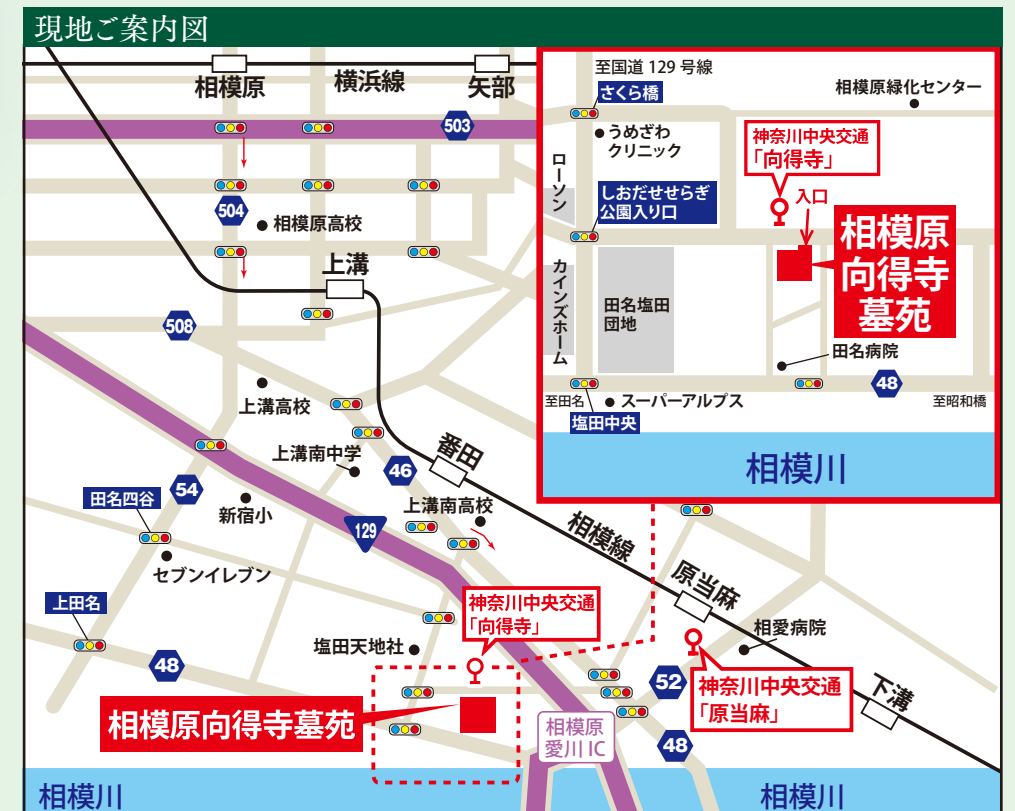 現地ご案内図
相模原
横浜線
矢部
503
504
相模原高校
上溝
508
上溝高校
上溝南中学
46
番田
54
田名四谷
新宿小
129
上溝南高校
セブンイレブン
相模線
原当麻
上田名
48
神奈川中央交通
「向得寺」
塩田天地社
相愛病院
52
神奈川中央交通
「原当麻」
下溝
相模原向得寺墓苑
相模原
愛川 IC
48
相模川
相模川
至国道 129 号線
さくら橋
相模原緑化センター
うめざわ
クリニック
神奈川中央交通
「向得寺」
ローソン
しおだせせらぎ
公園入り口
入口
相模原
向得寺
墓苑
カインズホーム
田名塩田
団地
田名病院
48
至田名
スーパーアルプス
至昭和橋
塩田中央
相模川